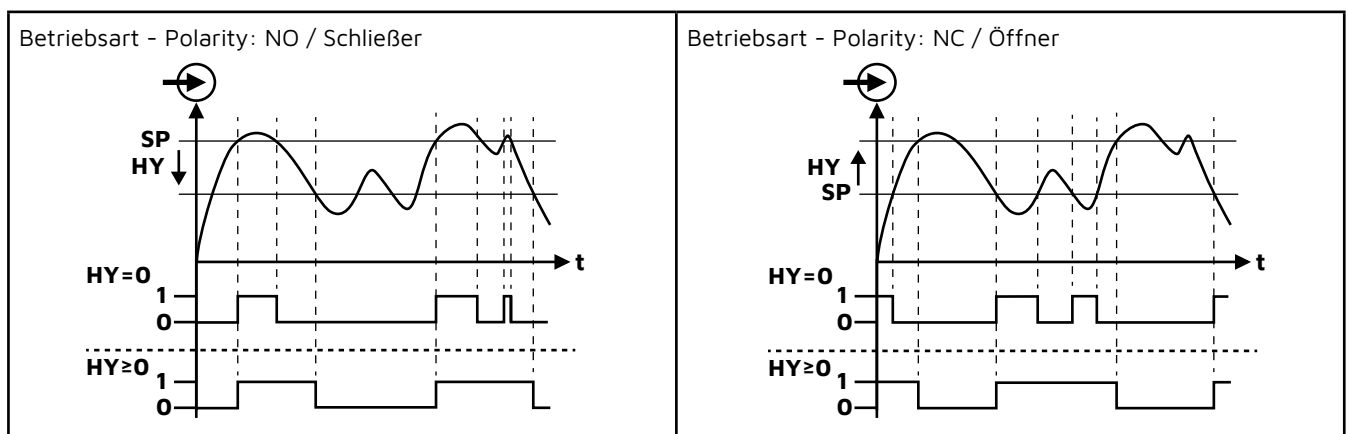 Betriebsart - Polarity: NO / Schließer
SP
HY
t
HY=0
1
0
HY≥0
1
0
Betriebsart - Polarity: NC / Öffner
HY
SP
t
HY=0
1
0
HY≥0
1
0